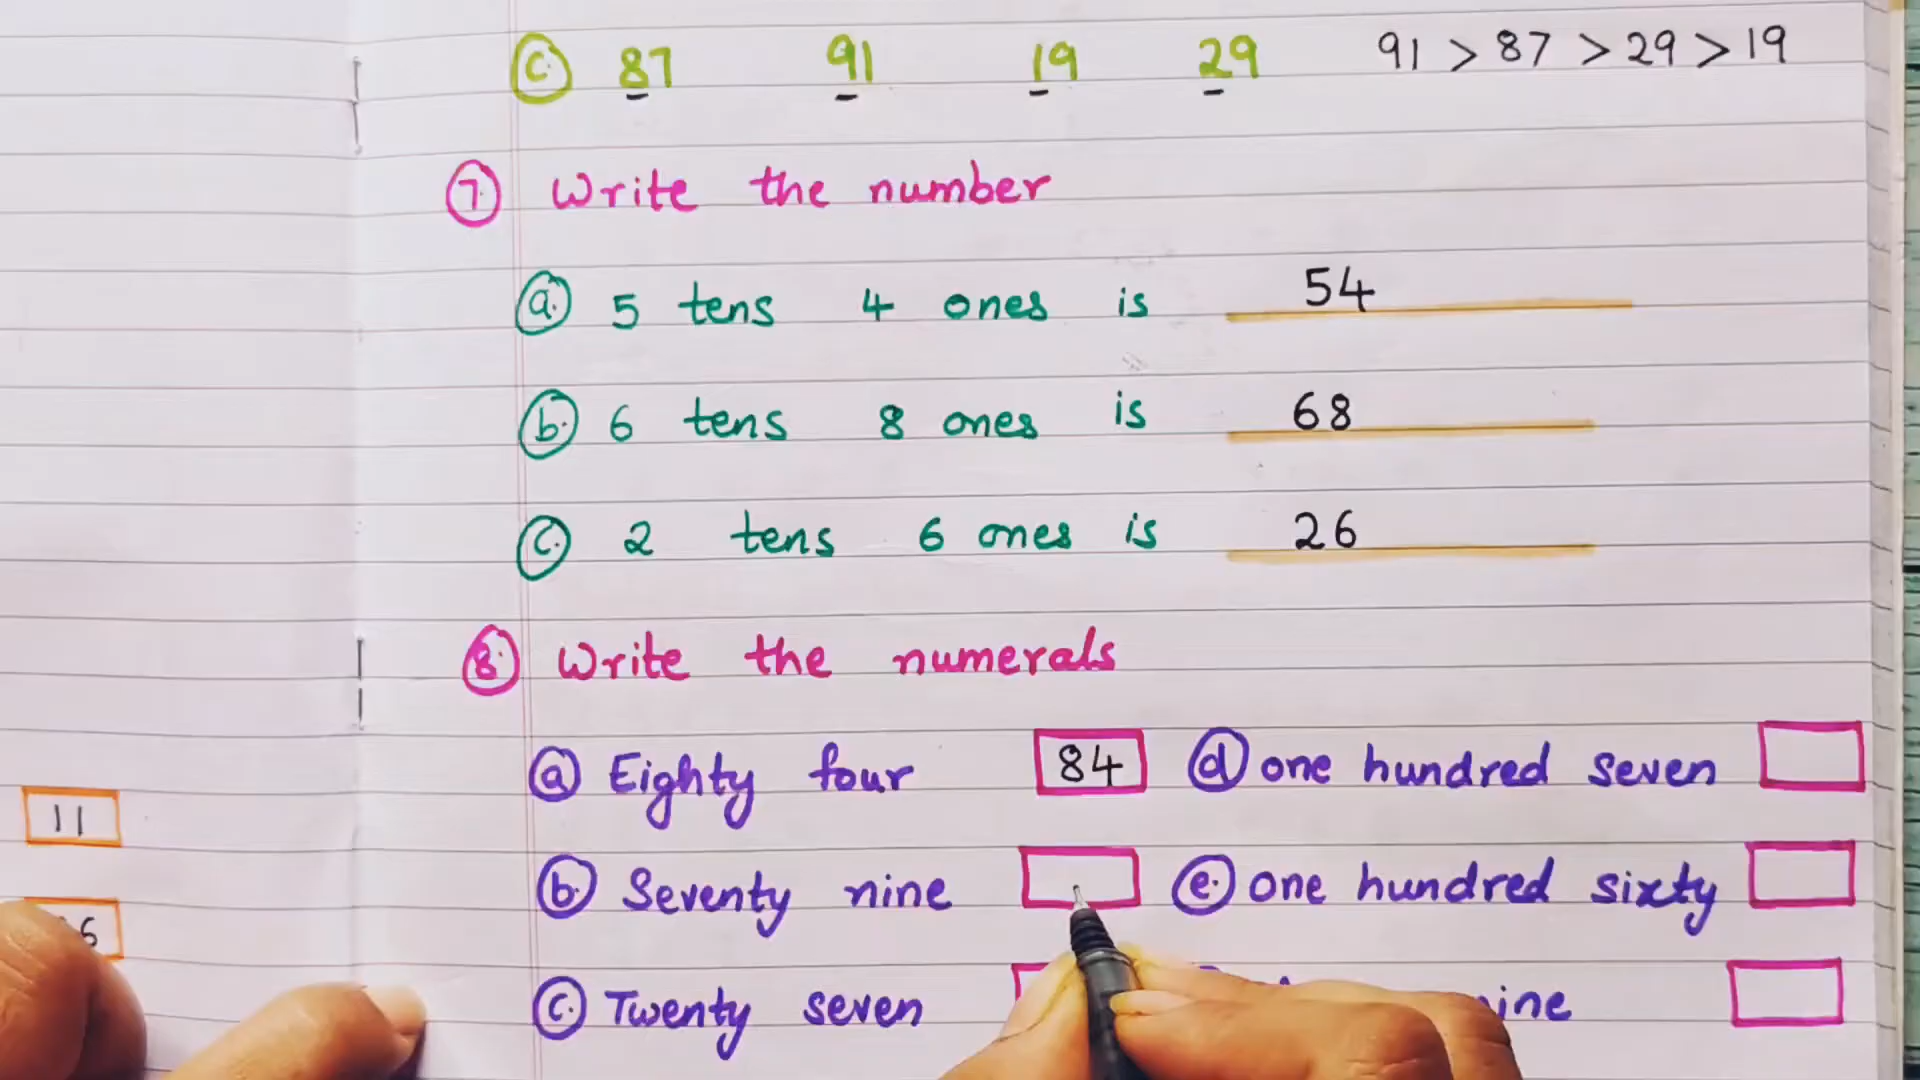 c. 87 91 19 29 91 > 87 > 29 > 19
7. Write the number
a. 5 tens 4 ones is 54
b. 6 tens 8 ones is 68
c. 2 tens 6 ones is 26
8. Write the numerals
a Eighty four 84 d one hundred seven
11
b. Seventy nine e. one hundred sixty
6
c. Twenty seven nine